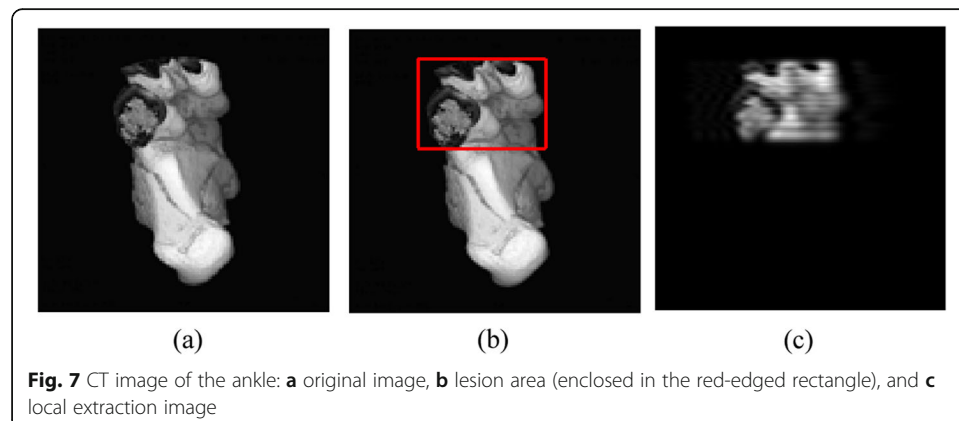 (a) (b) (c)
Fig. 7 CT image of the ankle: a original image, b lesion area (enclosed in the red-edged rectangle), and c
local extraction image